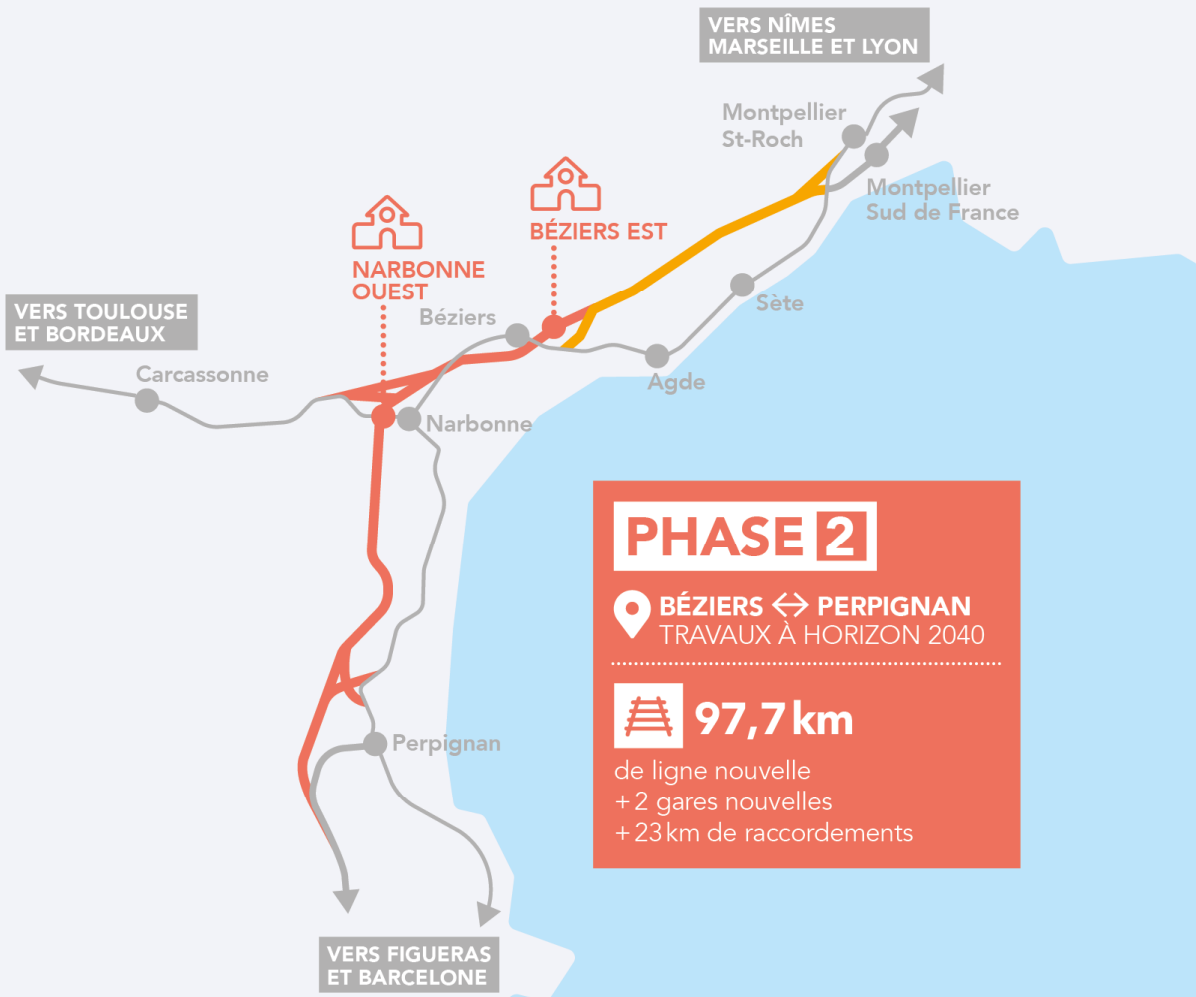 VERS NÎMES
MARSEILLE ET LYON
Montpellier
St-Roch
Montpellier
Sud de France
BÉZIERS EST
NARBONNE
OUEST
Béziers
Sète
VERS TOULOUSE
ET BORDEAUX
Carcassonne
Agde
Narbonne
PHASE 2
BÉZIERS ↔ PERPIGNAN
TRAVAUX À HORIZON 2040
97,7 km
de ligne nouvelle
+ 2 gares nouvelles
+ 23 km de raccordements
Perpignan
VERS FIGUERAS
ET BARCELONE